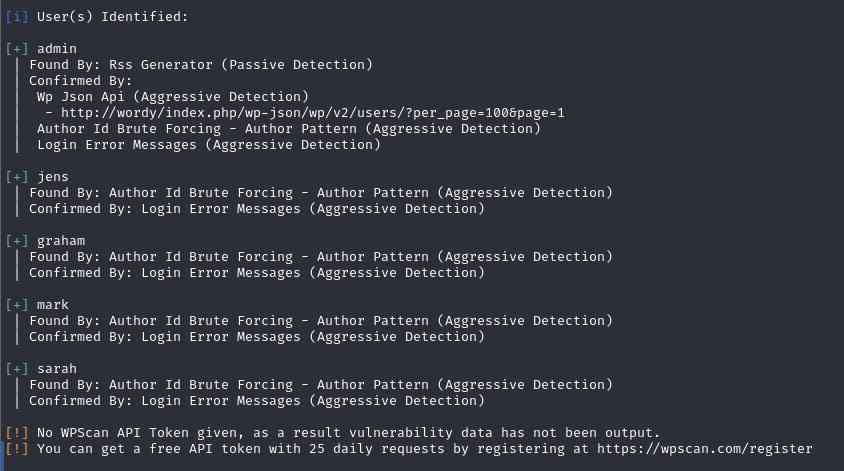 [i] User(s) Identified:
[+] admin
| Found By: Rss Generator (Passive Detection)
| Confirmed By:
|  Wp Json Api (Aggressive Detection)
|   - http://wordy/index.php/wp-json/wp/v2/users/?per_page=100&page=1
|  Author Id Brute Forcing - Author Pattern (Aggressive Detection)
|  Login Error Messages (Aggressive Detection)
[+] jens
| Found By: Author Id Brute Forcing - Author Pattern (Aggressive Detection)
| Confirmed By: Login Error Messages (Aggressive Detection)
[+] graham
| Found By: Author Id Brute Forcing - Author Pattern (Aggressive Detection)
| Confirmed By: Login Error Messages (Aggressive Detection)
[+] mark
| Found By: Author Id Brute Forcing - Author Pattern (Aggressive Detection)
| Confirmed By: Login Error Messages (Aggressive Detection)
[+] sarah
| Found By: Author Id Brute Forcing - Author Pattern (Aggressive Detection)
| Confirmed By: Login Error Messages (Aggressive Detection)
[!] No WPScan API Token given, as a result vulnerability data has not been output.
[!] You can get a free API token with 25 daily requests by registering at https://wpscan.com/register